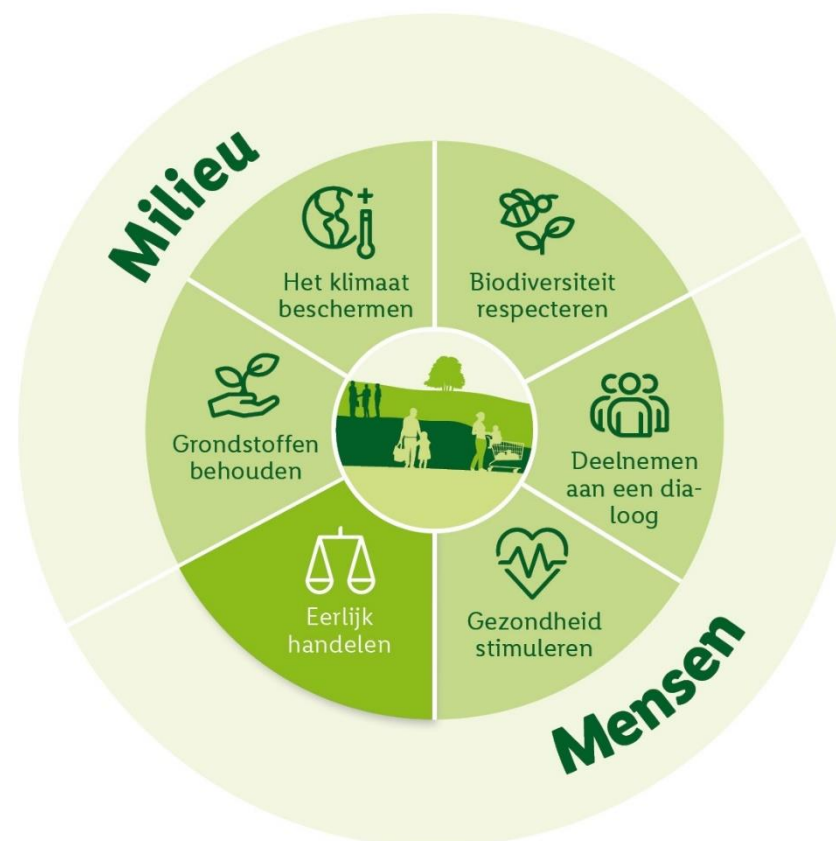 Milieu
Het klimaat
beschermen
Biodiversiteit
respecteren
Grondstoffen
behouden
Deelnemen
aan een dia-
loog
Eerlijk
handelen
Gezondheid
stimuleren
Mensen